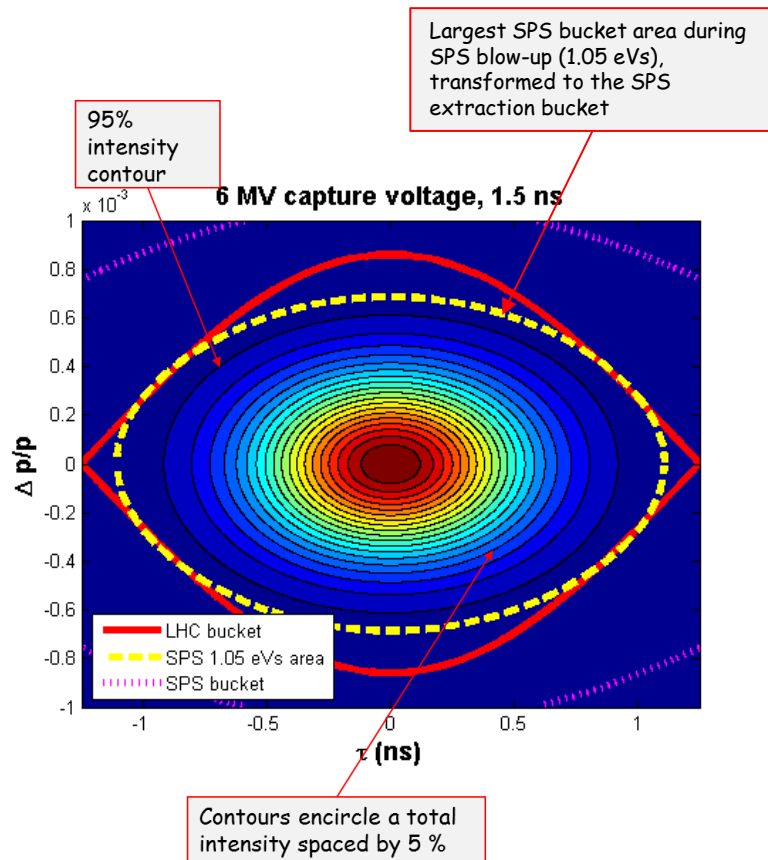 Largest SPS bucket area during
SPS blow-up (1.05 eVs),
transformed to the SPS
extraction bucket
95%
intensity
contour
6 MV capture voltage, 1.5 ns
x 10⁻³
1
0.8
0.6
0.4
0.2
0
-0.2
-0.4
-0.6
-0.8
-1
Δ p/p
LHC bucket
SPS 1.05 eVs area
SPS bucket
-1 -0.5 0 0.5 1
τ (ns)
Contours encircle a total
intensity spaced by 5 %